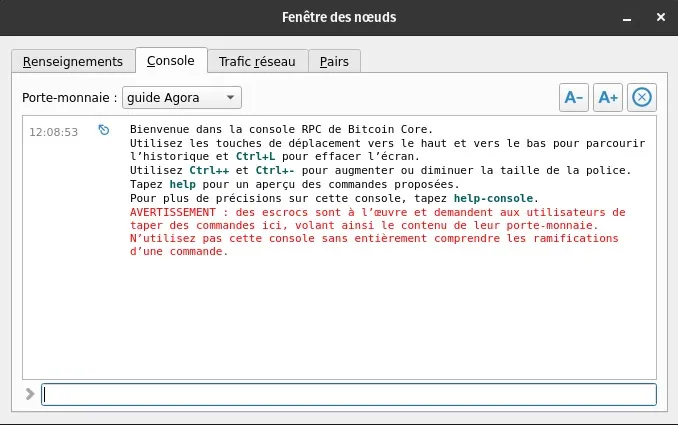 Fenêtre des nœuds
Renseignements Console Trafic réseau Pairs
Porte-monnaie : guide Agora A- A+
12:08:53 Bienvenue dans la console RPC de Bitcoin Core.
Utilisez les touches de déplacement vers le haut et vers le bas pour parcourir
l’historique et Ctrl+L pour effacer l’écran.
Utilisez Ctrl++ et Ctrl+- pour augmenter ou diminuer la taille de la police.
Tapez help pour un aperçu des commandes proposées.
Pour plus de précisions sur cette console, tapez help-console.
AVERTISSEMENT : des escrocs sont à l’œuvre et demandent aux utilisateurs de
taper des commandes ici, volant ainsi le contenu de leur porte-monnaie.
N’utilisez pas cette console sans entièrement comprendre les ramifications
d’une commande.